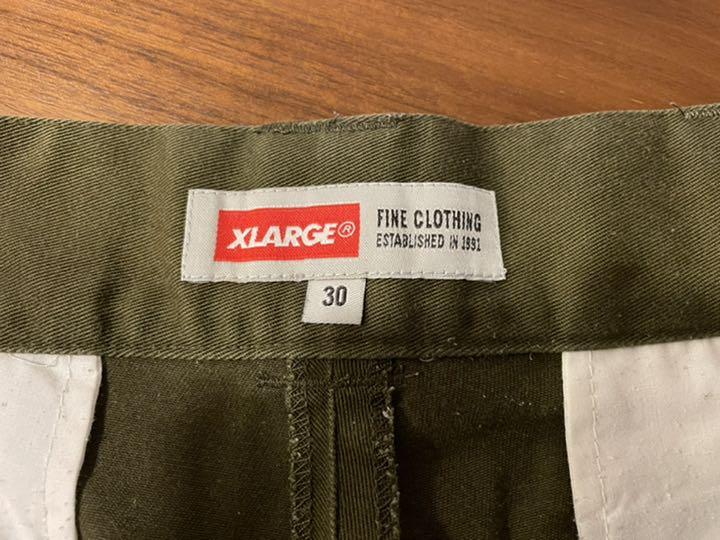 XLARGE®
FINE CLOTHING
ESTABLISHED IN 1991
30